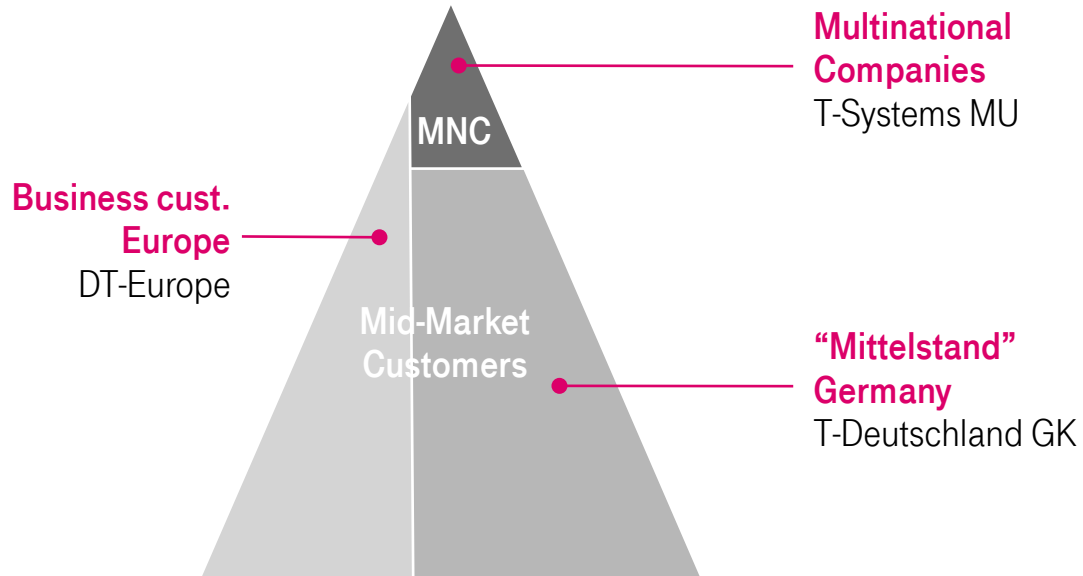 Multinational
Companies
T-Systems MU
MNC
Business cust.
Europe
DT-Europe
Mid-Market
Customers
“Mittelstand”
Germany
T-Deutschland GK